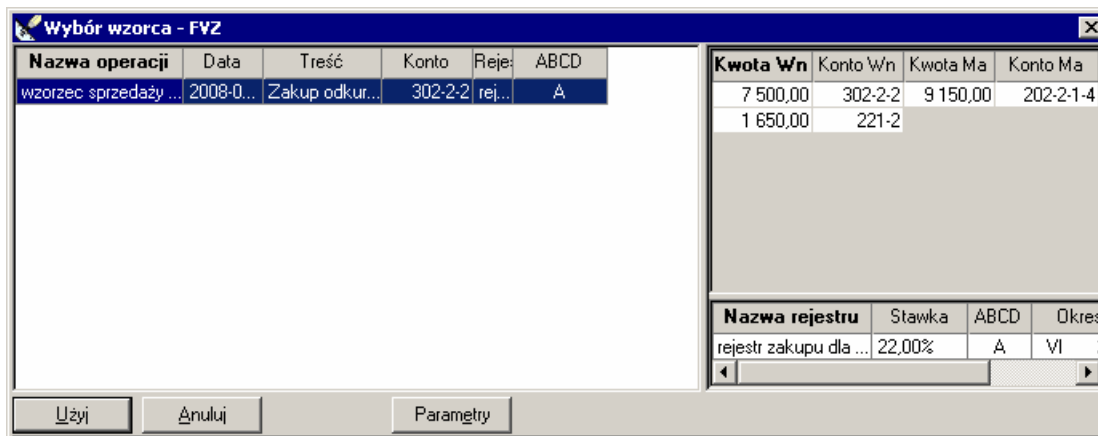 Wybór wzorca - FVZ
Nazwa operacji Data Treść Konto Reje: ABCD
wzorzec sprzedaży ... 2008-0... Zakup odkur... 302-2-2 rej... A
Kwota Wn Konto Wn Kwota Ma Konto Ma
7 500,00 302-2-2 9 150,00 202-2-1-4
1 650,00 221-2
Nazwa rejestru Stawka ABCD Okres
rejestr zakupu dla ... 22,00% A VI
Użyj Anuluj Parametry